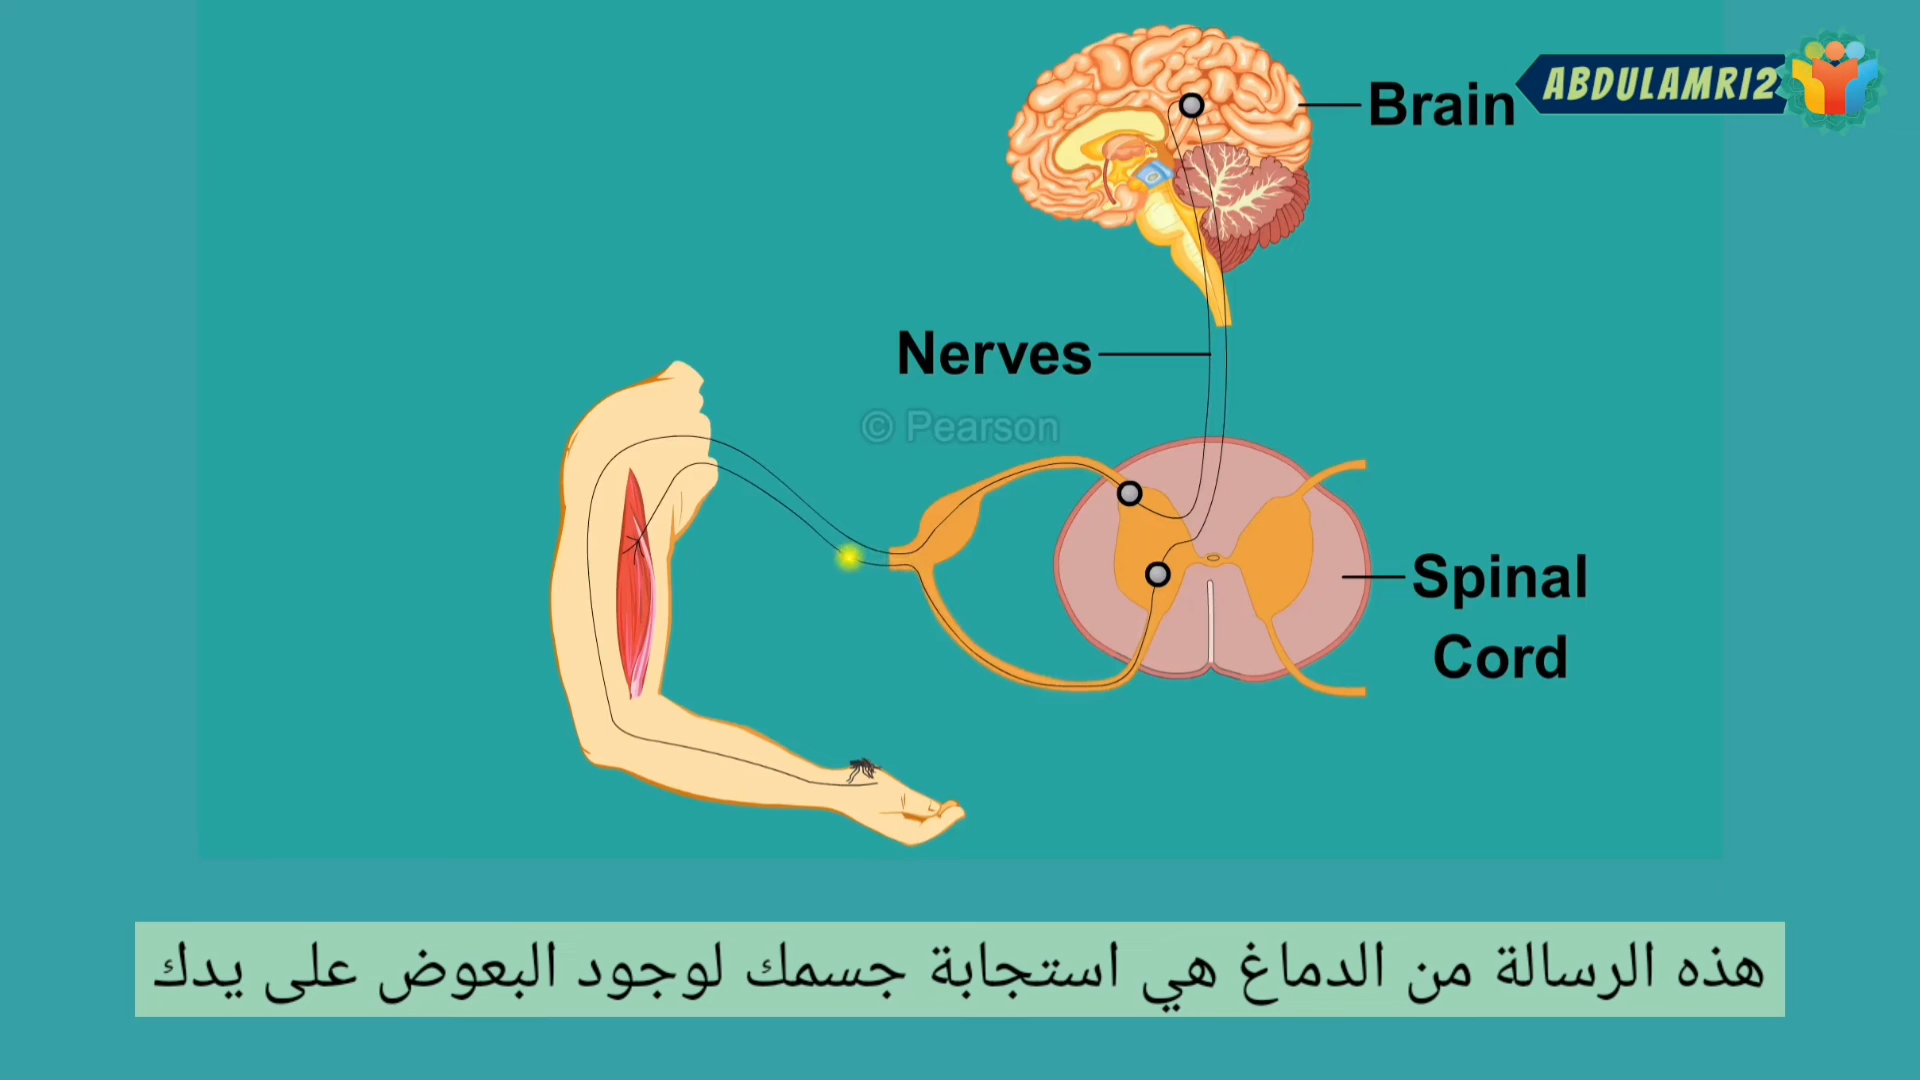 Brain
ABDULAMRI2
Nerves
© Pearson
Spinal
Cord
هذه الرسالة من الدماغ هي استجابة جسمك لوجود البعوض على يدك